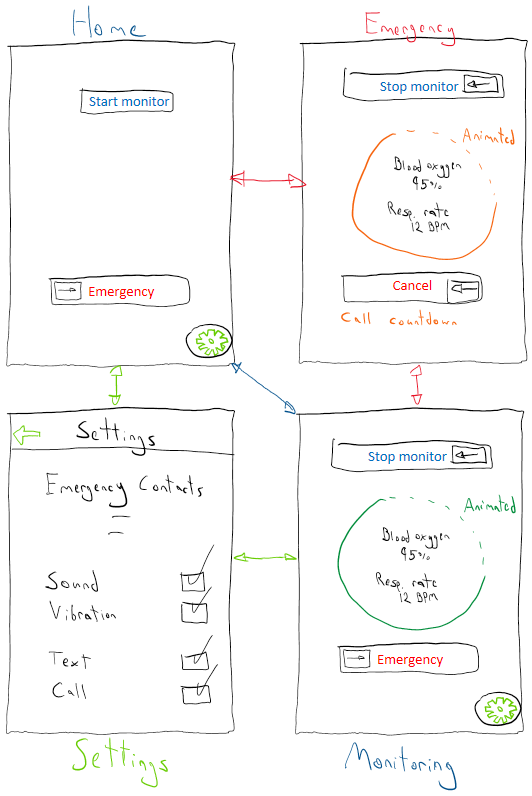 Home
Start monitor
Emergency
Emergency
Stop monitor
Animated
Blood oxygen
95%
Resp. rate
12 BPM
Cancel
Call countdown
Settings
Emergency Contacts
Sound
Vibration
Text
Call
Settings
Stop monitor
Animated
Blood oxygen
95%
Resp. rate
12 BPM
Emergency
Monitoring